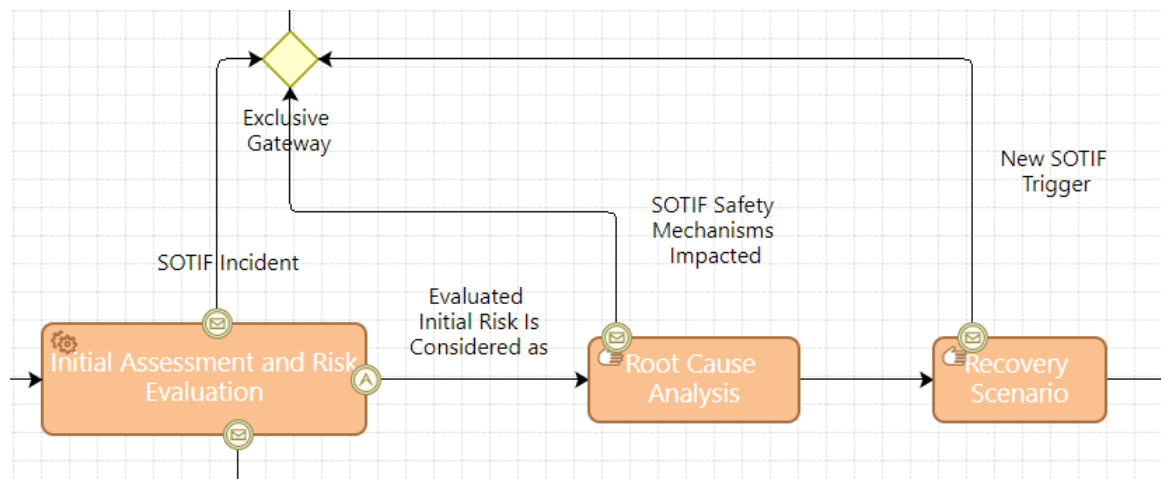 Exclusive
Gateway
New SOTIF
Trigger
SOTIF Safety
Mechanisms
Impacted
SOTIF Incident
Evaluated
Initial Risk Is
Considered as
Initial Assessment and Risk
Evaluation
Root Cause
Analysis
Recovery
Scenario